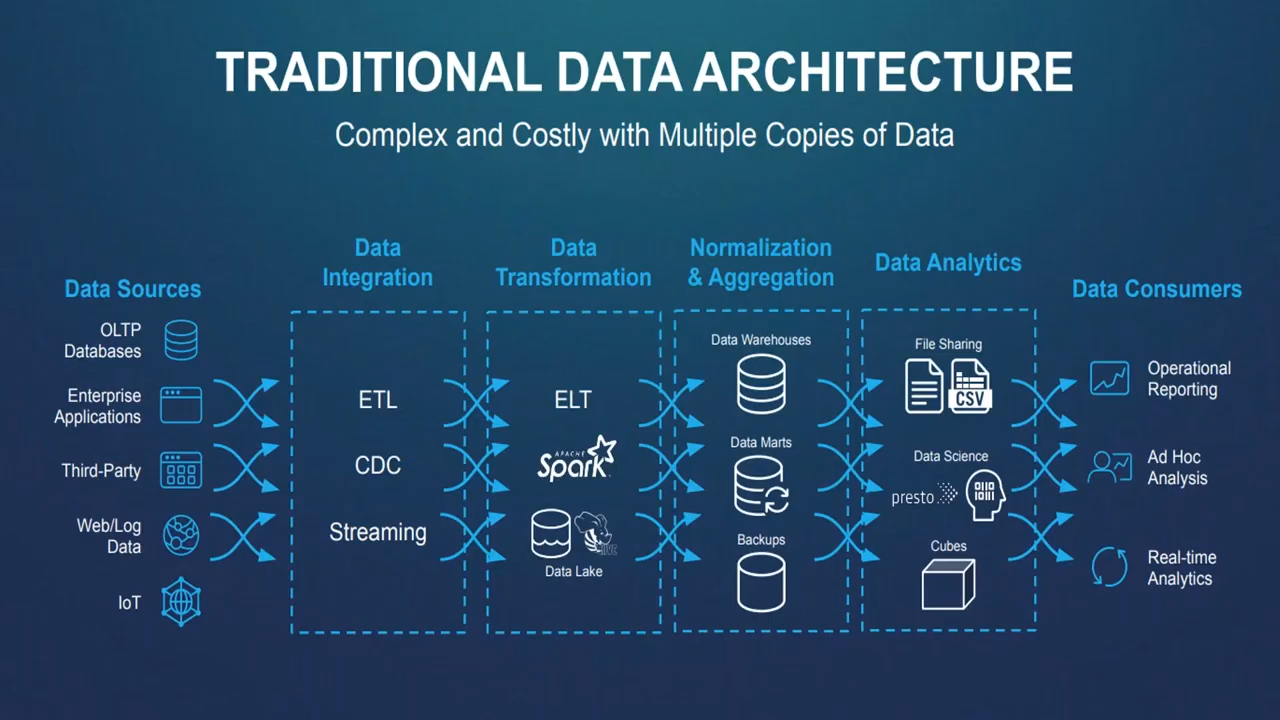 TRADITIONAL DATA ARCHITECTURE
Complex and Costly with Multiple Copies of Data
Data Sources
OLTP
Databases
Enterprise
Applications
Third-Party
Web/Log
Data
IoT
Data
Integration
ETL
CDC
Streaming
Data
Transformation
ELT
APACHE
Spark
HIVE
Data Lake
Normalization
& Aggregation
Data Warehouses
Data Marts
Backups
Data Analytics
File Sharing
CSV
Data Science
presto
Cubes
Data Consumers
Operational
Reporting
Ad Hoc
Analysis
Real-time
Analytics